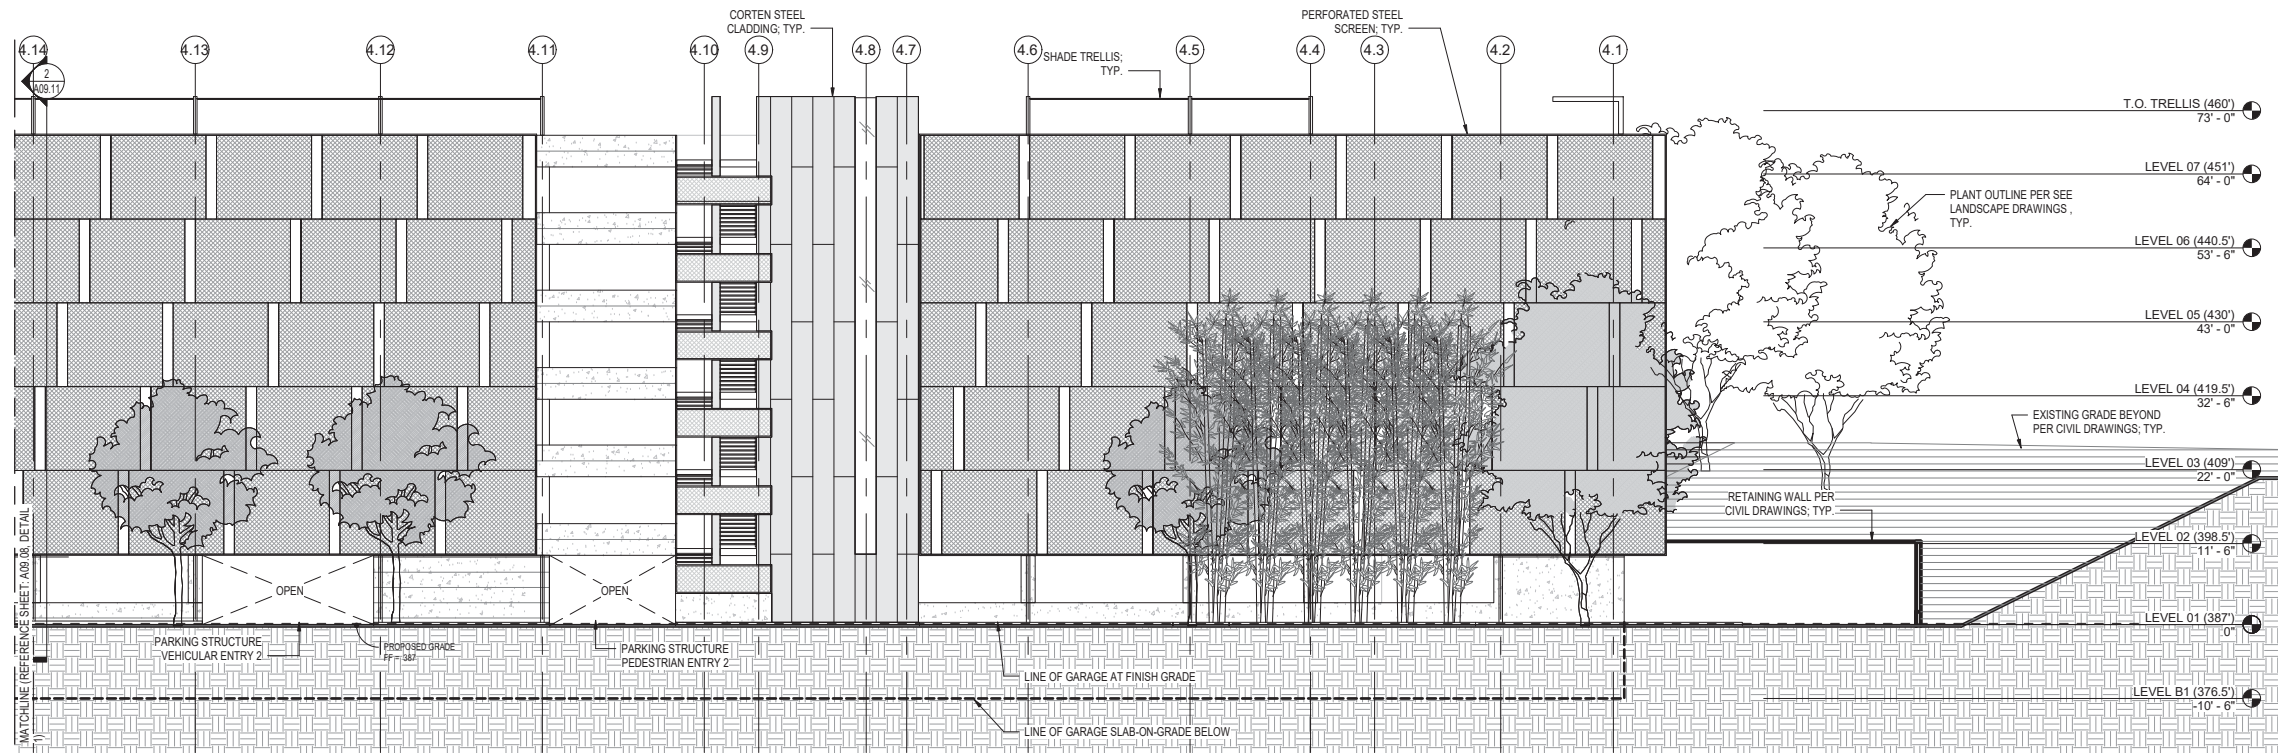 CORTEN STEEL
CLADDING; TYP.
PERFORATED STEEL
SCREEN; TYP.
4.14
4.13
4.12
4.11
4.10
4.9
4.8
4.7
4.6
4.5
4.4
4.3
4.2
4.1
SHADE TRELLIS;
TYP.
2
A09.11
T.O. TRELLIS (460')
73' - 0"
LEVEL 07 (451')
64' - 0"
PLANT OUTLINE PER SEE
LANDSCAPE DRAWINGS ,
TYP.
LEVEL 06 (440.5')
53' - 6"
LEVEL 05 (430')
43' - 0"
LEVEL 04 (419.5')
32' - 6"
EXISTING GRADE BEYOND
PER CIVIL DRAWINGS; TYP.
LEVEL 03 (409')
22' - 0"
RETAINING WALL PER
CIVIL DRAWINGS; TYP.
LEVEL 02 (398.5')
11' - 6"
OPEN
OPEN
LEVEL 01 (387')
0"
PARKING STRUCTURE
VEHICULAR ENTRY 2
PROPOSED GRADE
FF = 387
PARKING STRUCTURE
PEDESTRIAN ENTRY 2
LINE OF GARAGE AT FINISH GRADE
LEVEL B1 (376.5')
-10' - 6"
LINE OF GARAGE SLAB-ON-GRADE BELOW
MATCHLINE (REFERENCE SHEET: A09.08, DETAIL
1)